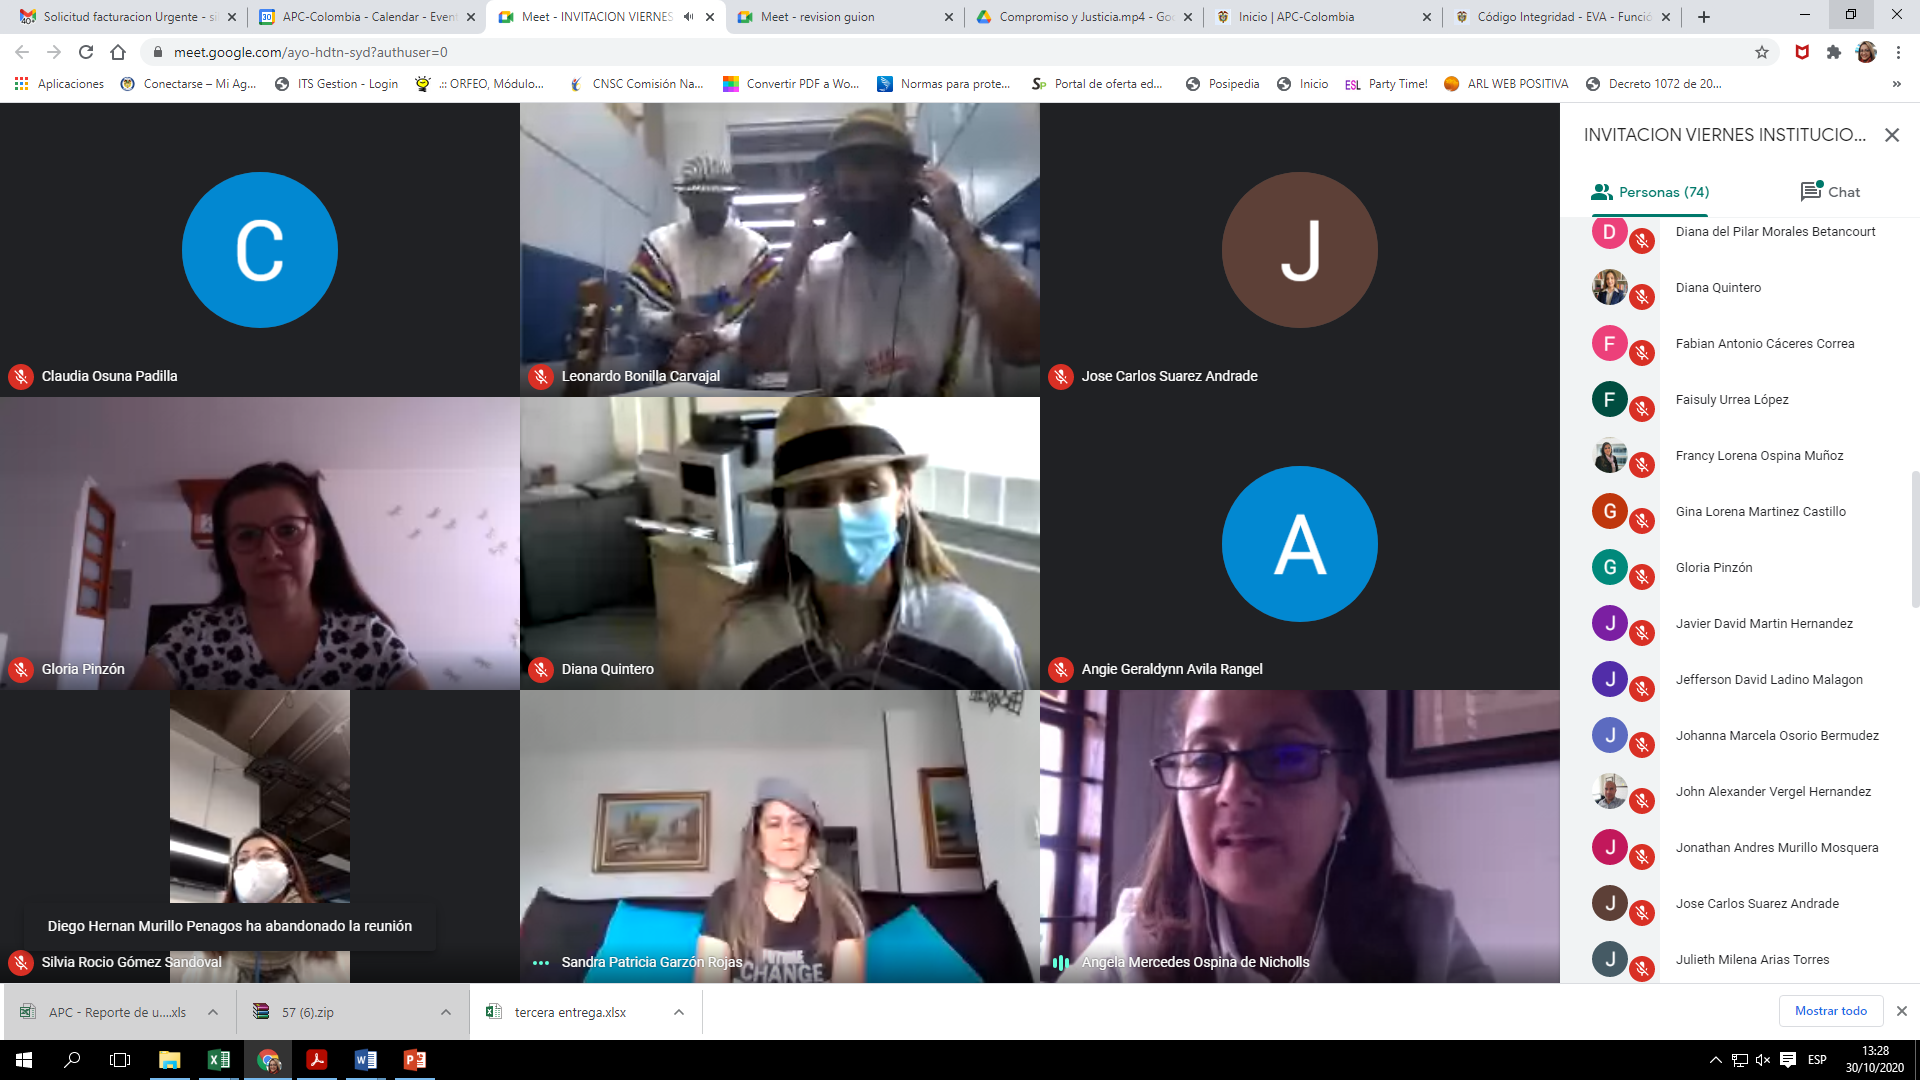 Solicitud facturacion Urgente - s
APC-Colombia - Calendar - Event
Meet - INVITACION VIERNES
Meet - revision guion
Compromiso y Justicia.mp4 - Go
Inicio | APC-Colombia
Código Integridad - EVA - Funci
meet.google.com/ayo-hdtn-syd?authuser=0
Aplicaciones
Conectarse – Mi Ag...
ITS Gestion - Login
.:: ORFEO, Módulo...
CNSC Comisión Na...
Convertir PDF a Wo...
Normas para prote...
Portal de oferta ed...
Posipedia
Inicio
ESL Party Time!
ARL WEB POSITIVA
Decreto 1072 de 20...
»
C
Claudia Osuna Padilla
Leonardo Bonilla Carvajal
J
Jose Carlos Suarez Andrade
Gloria Pinzón
Diana Quintero
A
Angie Geraldynn Avila Rangel
Diego Hernan Murillo Penagos ha abandonado la reunión
Silvia Rocio Gómez Sandoval
CHANGE
Sandra Patricia Garzón Rojas
Angela Mercedes Ospina de Nicholls
INVITACION VIERNES INSTITUCIO...
Personas (74)
Chat
D Diana del Pilar Morales Betancourt
Diana Quintero
F Fabian Antonio Cáceres Correa
F Faisuly Urrea López
Francy Lorena Ospina Muñoz
G Gina Lorena Martinez Castillo
G Gloria Pinzón
J Javier David Martin Hernandez
J Jefferson David Ladino Malagon
J Johanna Marcela Osorio Bermudez
John Alexander Vergel Hernandez
J Jonathan Andres Murillo Mosquera
J Jose Carlos Suarez Andrade
J Julieth Milena Arias Torres
APC - Reporte de u....xls
57 (6).zip
tercera entrega.xlsx
Mostrar todo
ESP
13:28
30/10/2020